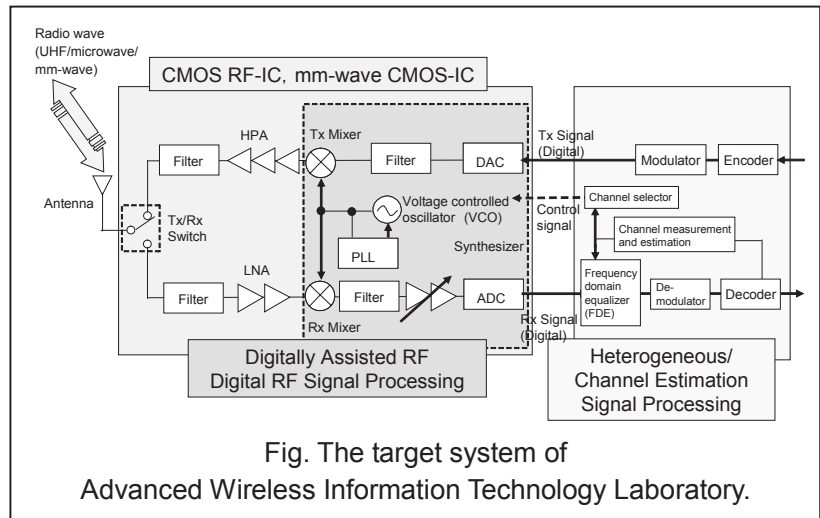 Radio wave
(UHF/microwave/
mm-wave)
CMOS RF-IC, mm-wave CMOS-IC
HPA
Tx Mixer
Filter
Filter
DAC
Tx Signal
(Digital)
Modulator
Encoder
Antenna
Tx/Rx
Switch
Voltage controlled
oscillator (VCO)
PLL
Synthesizer
Control
signal
Channel selector
Channel measurement
and estimation
LNA
Filter
Rx Mixer
Filter
ADC
Rx Signal
(Digital)
Frequency
domain
equalizer
(FDE)
De-
modulator
Decoder
Digitally Assisted RF
Digital RF Signal Processing
Heterogeneous/
Channel Estimation
Signal Processing
Fig. The target system of
Advanced Wireless Information Technology Laboratory.